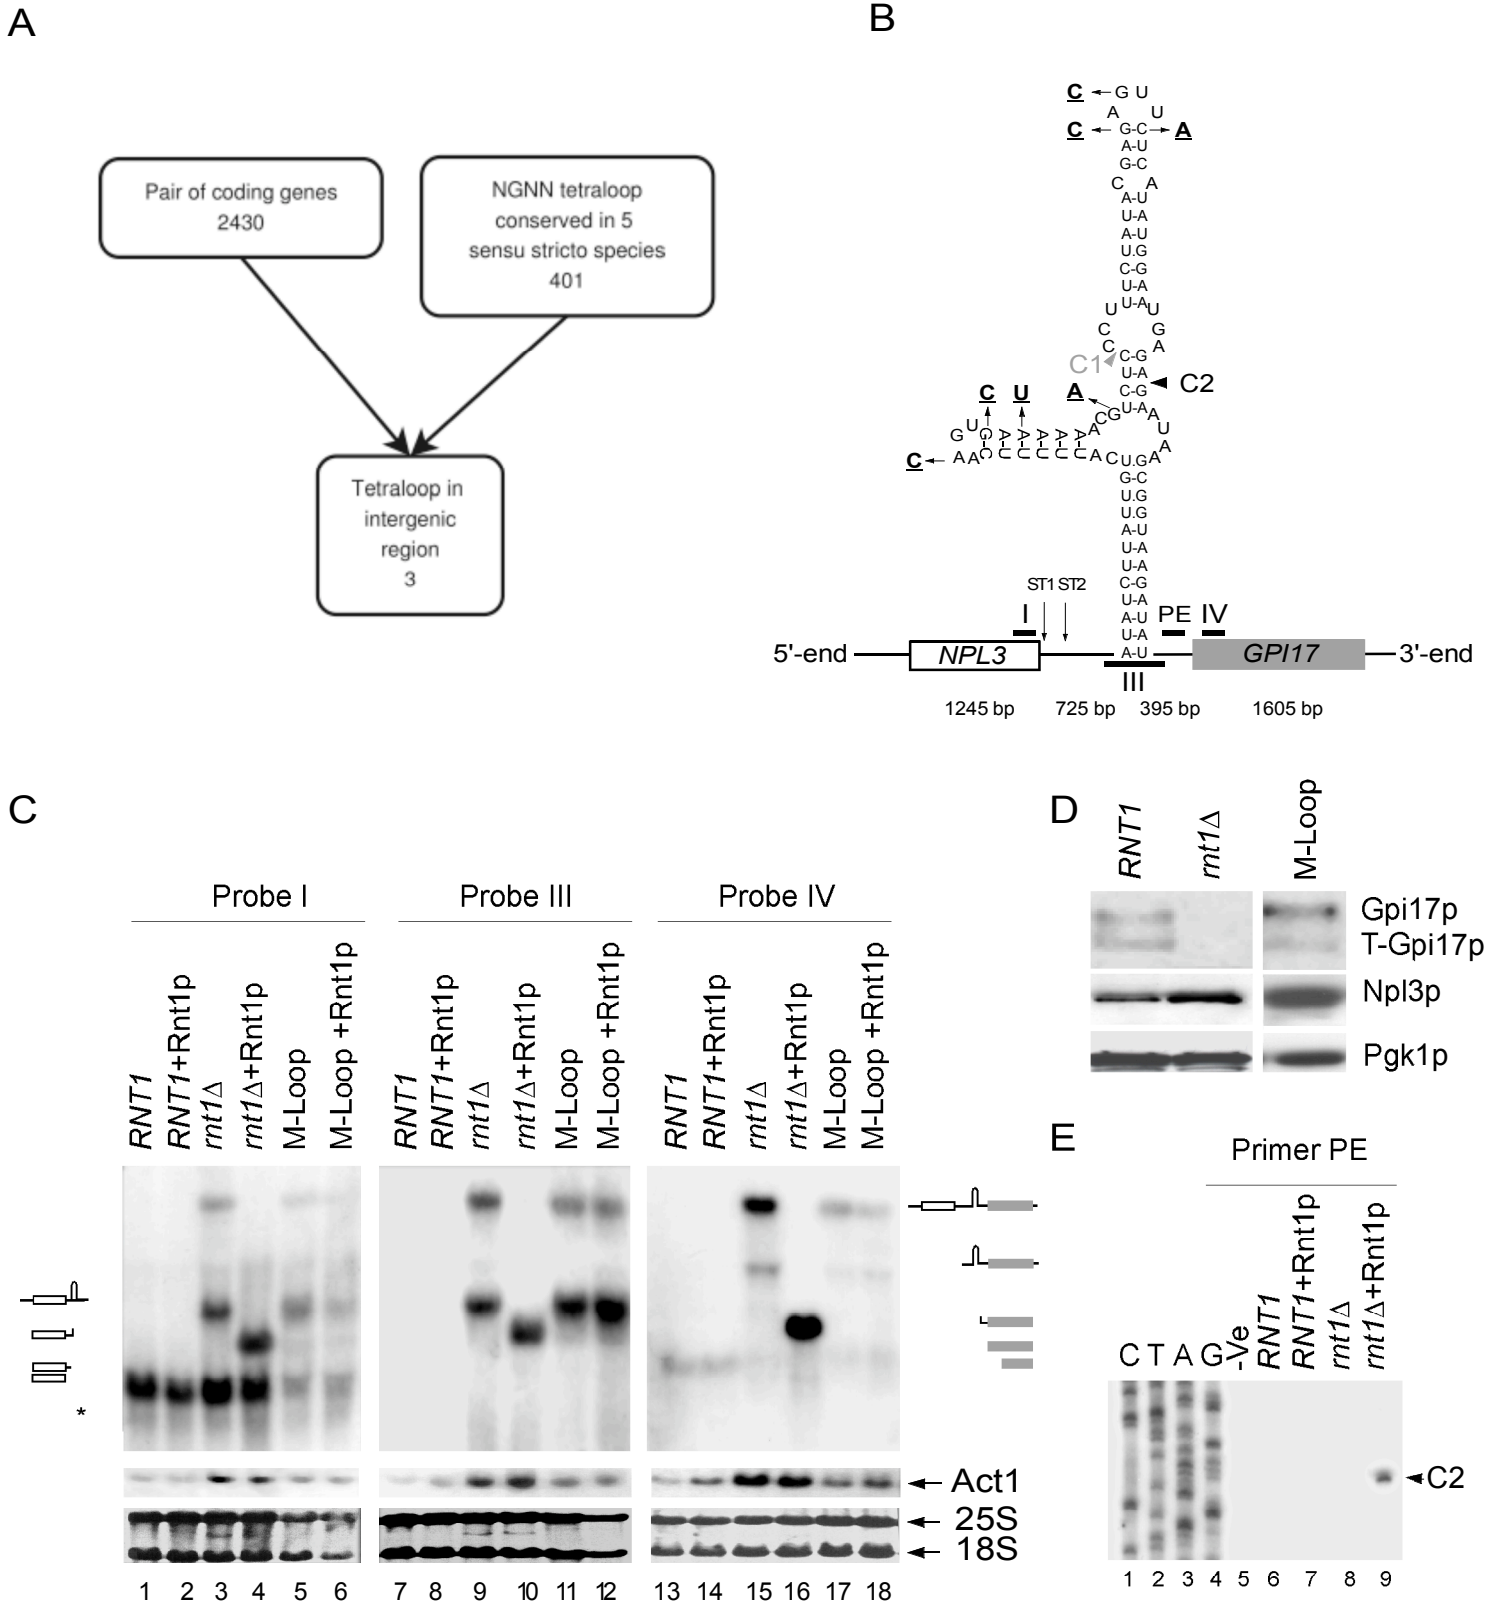 A
Pair of coding genes
2430
NGNN tetraloop
conserved in 5
sensu stricto species
401
Tetraloop in
intergenic
region
3
B
C G U
A U
C G-C A
A-U
G-C
C A
A-U
U-A
A-U
U-G
C-G
U-A
U-A
U U-A U
C G
C A
C1 C-G
U-A
C2
C-G
U-A
C U A
G U G-C A-U A-U A-U A-U A-U A C G
A U A A
C A A A C U G
G-C
U-G
U-G
A-U
U-A
U-A
C-G
U-A
A-U
U-A
A-U
ST1 ST2
I
PE IV
5'-end NPL3 GPI17 3'-end
III
1245 bp 725 bp 395 bp 1605 bp
C
Probe I Probe III Probe IV
RNT1 RNT1+Rnt1p rnt1Δ rnt1Δ+Rnt1p M-Loop M-Loop +Rnt1p
RNT1 RNT1+Rnt1p rnt1Δ rnt1Δ+Rnt1p M-Loop M-Loop +Rnt1p
RNT1 RNT1+Rnt1p rnt1Δ rnt1Δ+Rnt1p M-Loop M-Loop +Rnt1p
*
Act1
25S
18S
1 2 3 4 5 6 7 8 9 10 11 12 13 14 15 16 17 18
D
RNT1 rnt1Δ M-Loop
Gpi17p
T-Gpi17p
Npl3p
Pgk1p
E
Primer PE
C T A G -Ve RNT1 RNT1+Rnt1p rnt1Δ rnt1Δ+Rnt1p
C2
1 2 3 4 5 6 7 8 9